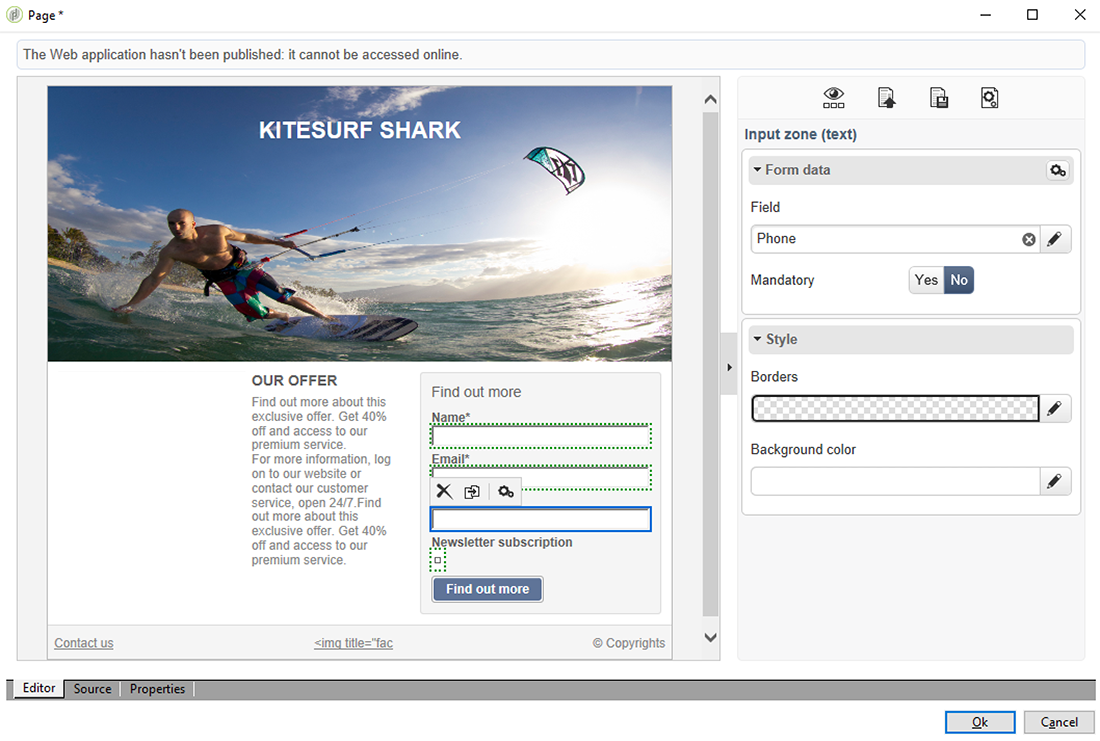 Page *
The Web application hasn't been published: it cannot be accessed online.
KITESURF SHARK
OUR OFFER
Find out more about this
exclusive offer. Get 40%
off and access to our
premium service.
For more information, log
on to our website or
contact our customer
service, open 24/7.Find
out more about this
exclusive offer. Get 40%
off and access to our
premium service.
Find out more
Name*
Email*
Newsletter subscription
Find out more
Contact us
<img title="fac
© Copyrights
Input zone (text)
Form data
Field
Phone
Mandatory
Yes No
Style
Borders
Background color
Editor Source Properties
Ok Cancel